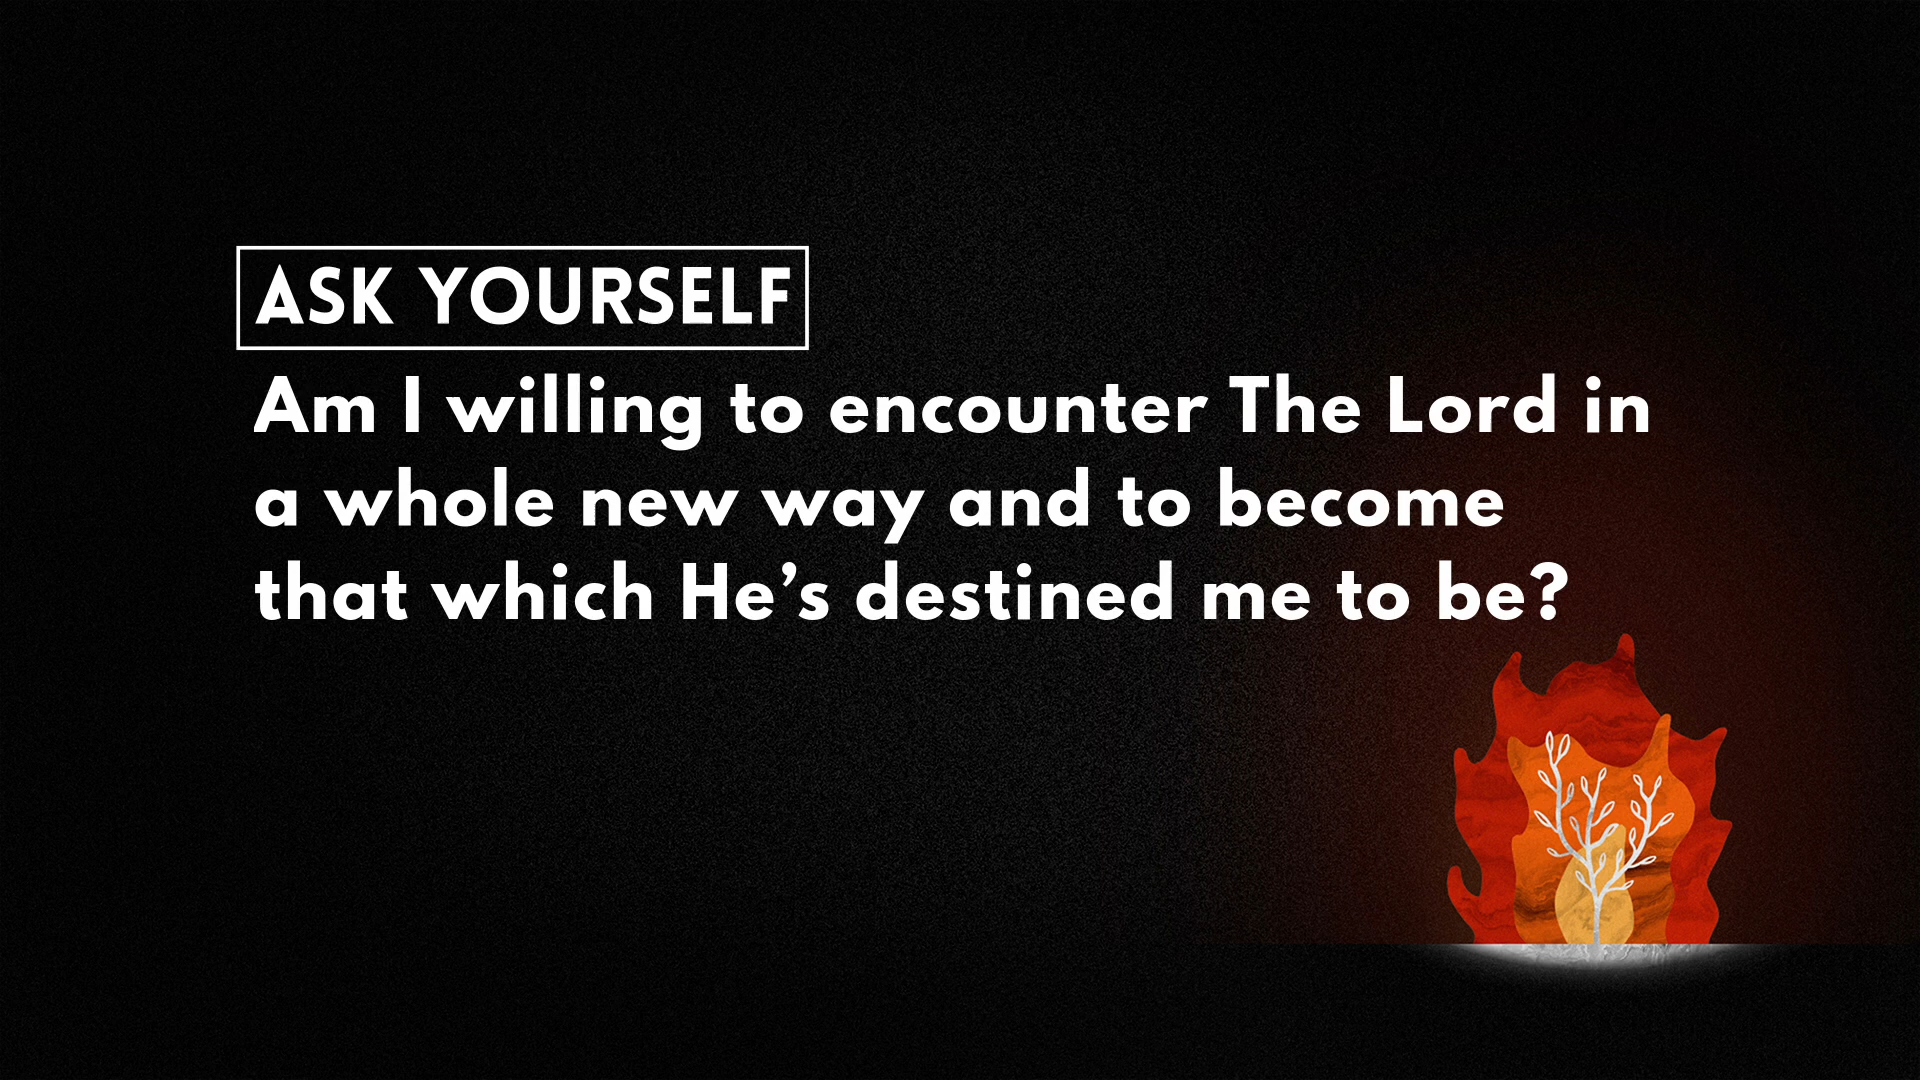 ASK YOURSELF
Am I willing to encounter The Lord in
a whole new way and to become
that which He’s destined me to be?